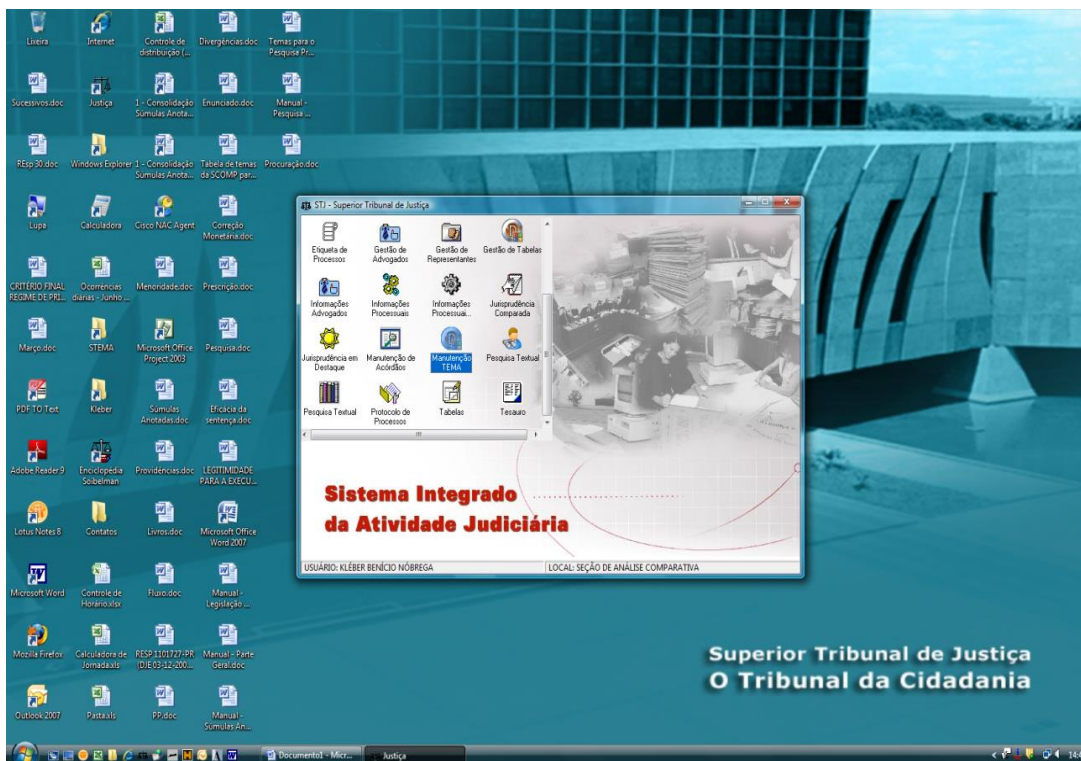 Lixeira
Internet
Controle de
distribuição (...
Divergências.doc
Temas para o
Pesquisa Pr...
Sucessivos.doc
Justiça
1 - Consolidação
Súmulas Anota...
Enunciado.doc
Manual -
Pesquisa ...
REsp 30.doc
Windows Explorer
1 - Consolidação
Súmulas Anota...
Tabela de temas
da SCOMP par...
Procuração.doc
Lupa
Calculadora
Cisco NAC Agent
Correção
Monetária.doc
CRITÉRIO FINAL
REGIME DE PRI...
Ocorrências
diárias - Junho ...
Menoridade.doc
Prescrição.doc
Março.doc
STEMA
Microsoft Office
Project 2003
Pesquisa.doc
PDF TO Text
Kleber
Súmulas
Anotadas.doc
Eficácia da
sentença.doc
Adobe Reader 9
Enciclopédia
Soibelman
Providências.doc
LEGITIMIDADE
PARA A EXECU...
Lotus Notes 8
Contatos
Livros.doc
Microsoft Office
Word 2007
Microsoft Word
Controle de
Horário.xlsx
Fluxo.doc
Manual -
Legislação ...
Mozilla Firefox
Calculadora de
Jornada.xls
RESP 1101727-PR
(DJE 03-12-200...
Manual - Parte
Geral.doc
Outlook 2007
Pasta.xls
PP.doc
Manual -
Súmulas An...
STJ - Superior Tribunal de Justiça
Etiqueta de
Processos
Gestão de
Advogados
Gestão de
Representantes
Gestão de Tabelas
Informações
Advogados
Informações
Processuais
Informações
Processuai...
Jurisprudência
Comparada
Jurisprudência em
Destaque
Manutenção de
Acórdãos
Manutenção
TEMA
Pesquisa Textual
Pesquisa Textual
Protocolo de
Processos
Tabelas
Tesauro
Sistema Integrado
da Atividade Judiciária
USUÁRIO: KLÉBER BENÍCIO NÓBREGA
LOCAL: SEÇÃO DE ANÁLISE COMPARATIVA
Superior Tribunal de Justiça
O Tribunal da Cidadania
Documento1 - Micr...
Justiça